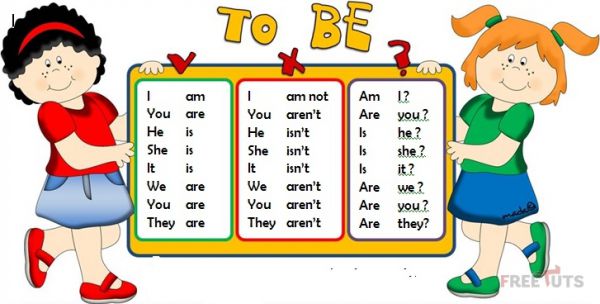 TO BE
I am
You are
He is
She is
It is
We are
You are
They are
I am not
You aren't
He isn't
She isn't
It isn't
We aren't
You aren't
They aren't
Am I?
Are you?
Is he?
Is she?
Is it?
Are we?
Are you?
Are they?
FREETUTS